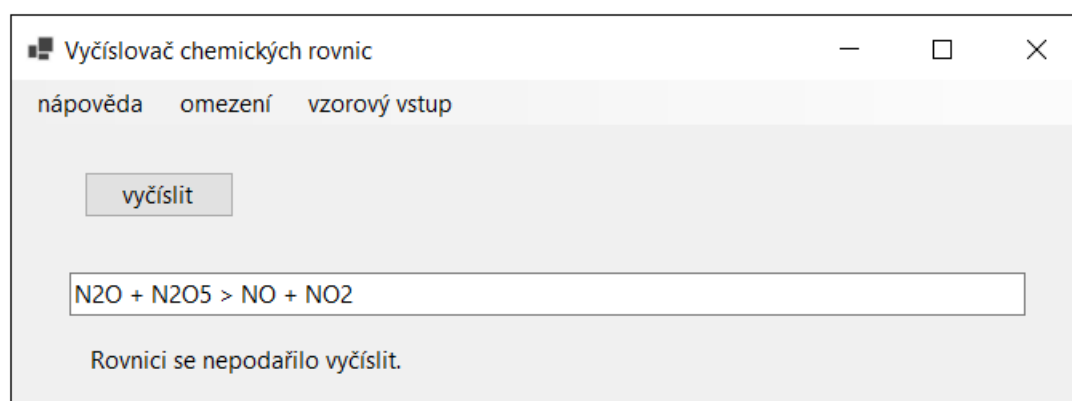 Vyčíslovač chemických rovnic
nápověda omezení vzorový vstup
vyčíslit
N2O + N2O5 > NO + NO2
Rovnici se nepodařilo vyčíslit.